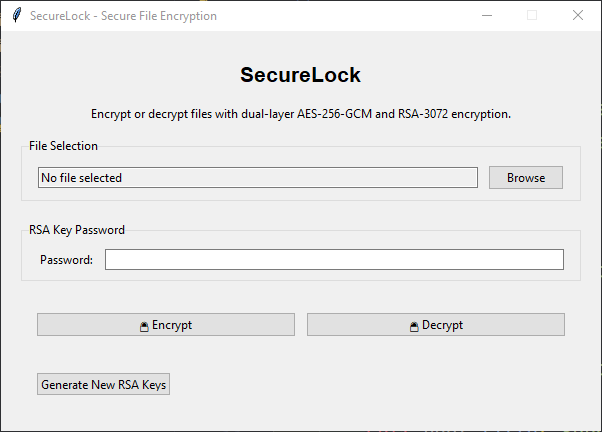 SecureLock - Secure File Encryption
SecureLock
Encrypt or decrypt files with dual-layer AES-256-GCM and RSA-3072 encryption.
File Selection
No file selected
Browse
RSA Key Password
Password:
Encrypt
Decrypt
Generate New RSA Keys